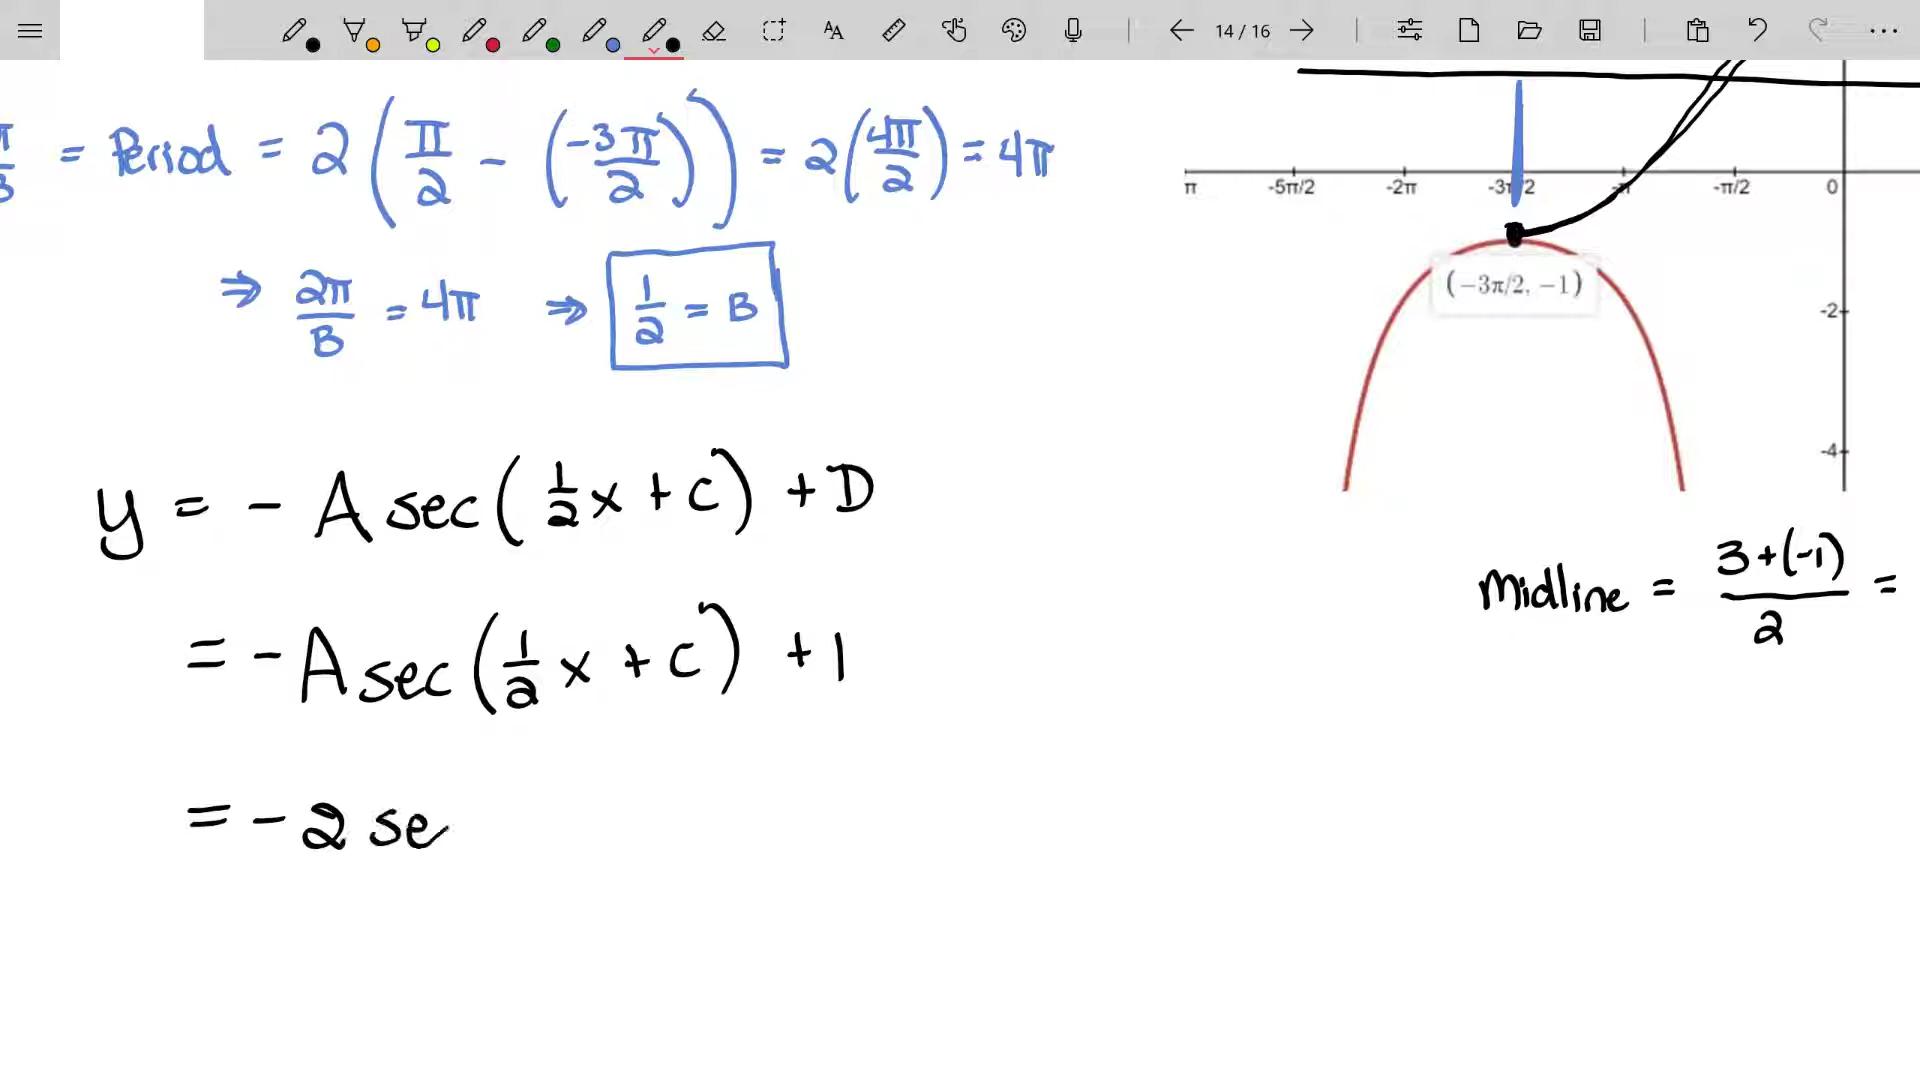 14 / 16
= Period = 2(π/2 - (-3π/2)) = 2(4π/2) = 4π
⇒ 2π/B = 4π ⇒ 1/2 = B
y = - A sec(1/2 x + C) + D
= - A sec(1/2 x + C) + 1
= - 2 se
π -5π/2 -2π -3π/2 -π -π/2 0
(−3π/2, −1)
-2
-4
Midline = 3+(-1)/2 =